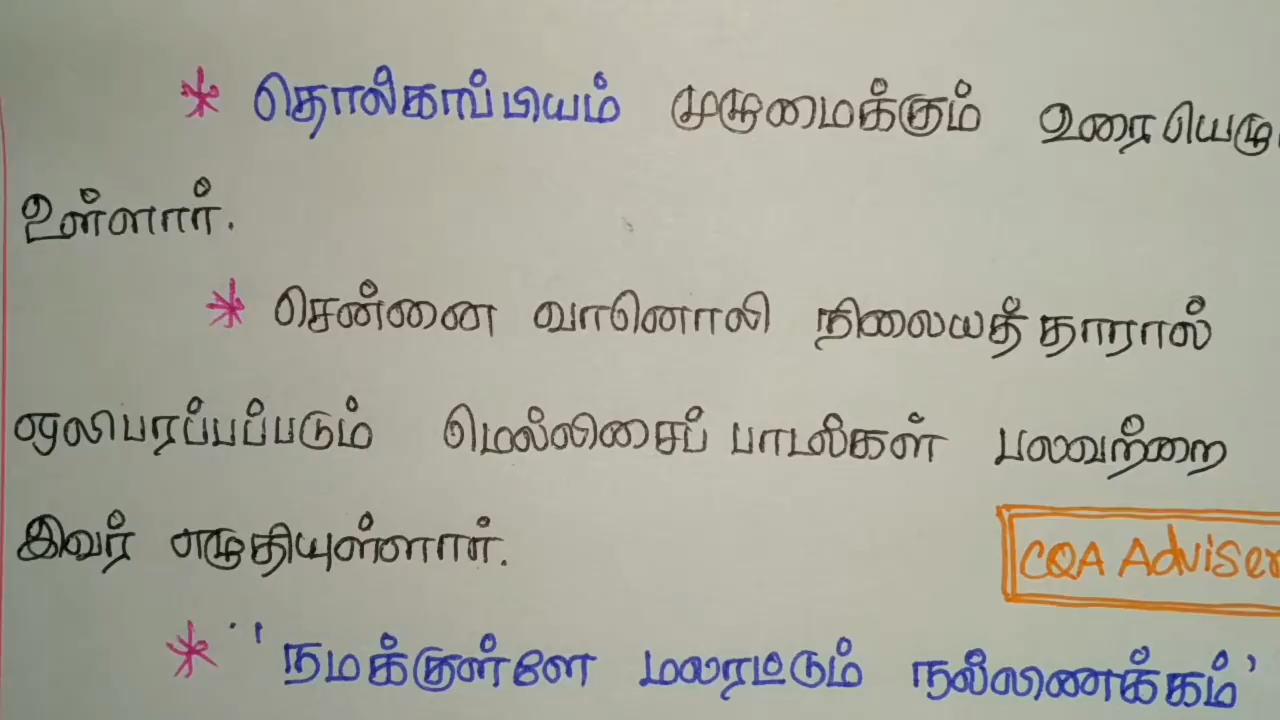 * தொல்காப்பியம் முழுமைக்கும் உரையெழு
உள்ளார்.
* சென்னை வானொலி நிலையத்தாரால்
ஒலிபரப்பப்படும் மெல்லிசைப் பாடல்கள் பலவற்றை
இவர் எழுதியுள்ளார்.
CQA Adviser
* ''நமக்குள்ளே மலரட்டும் நல்லிணக்கம்'